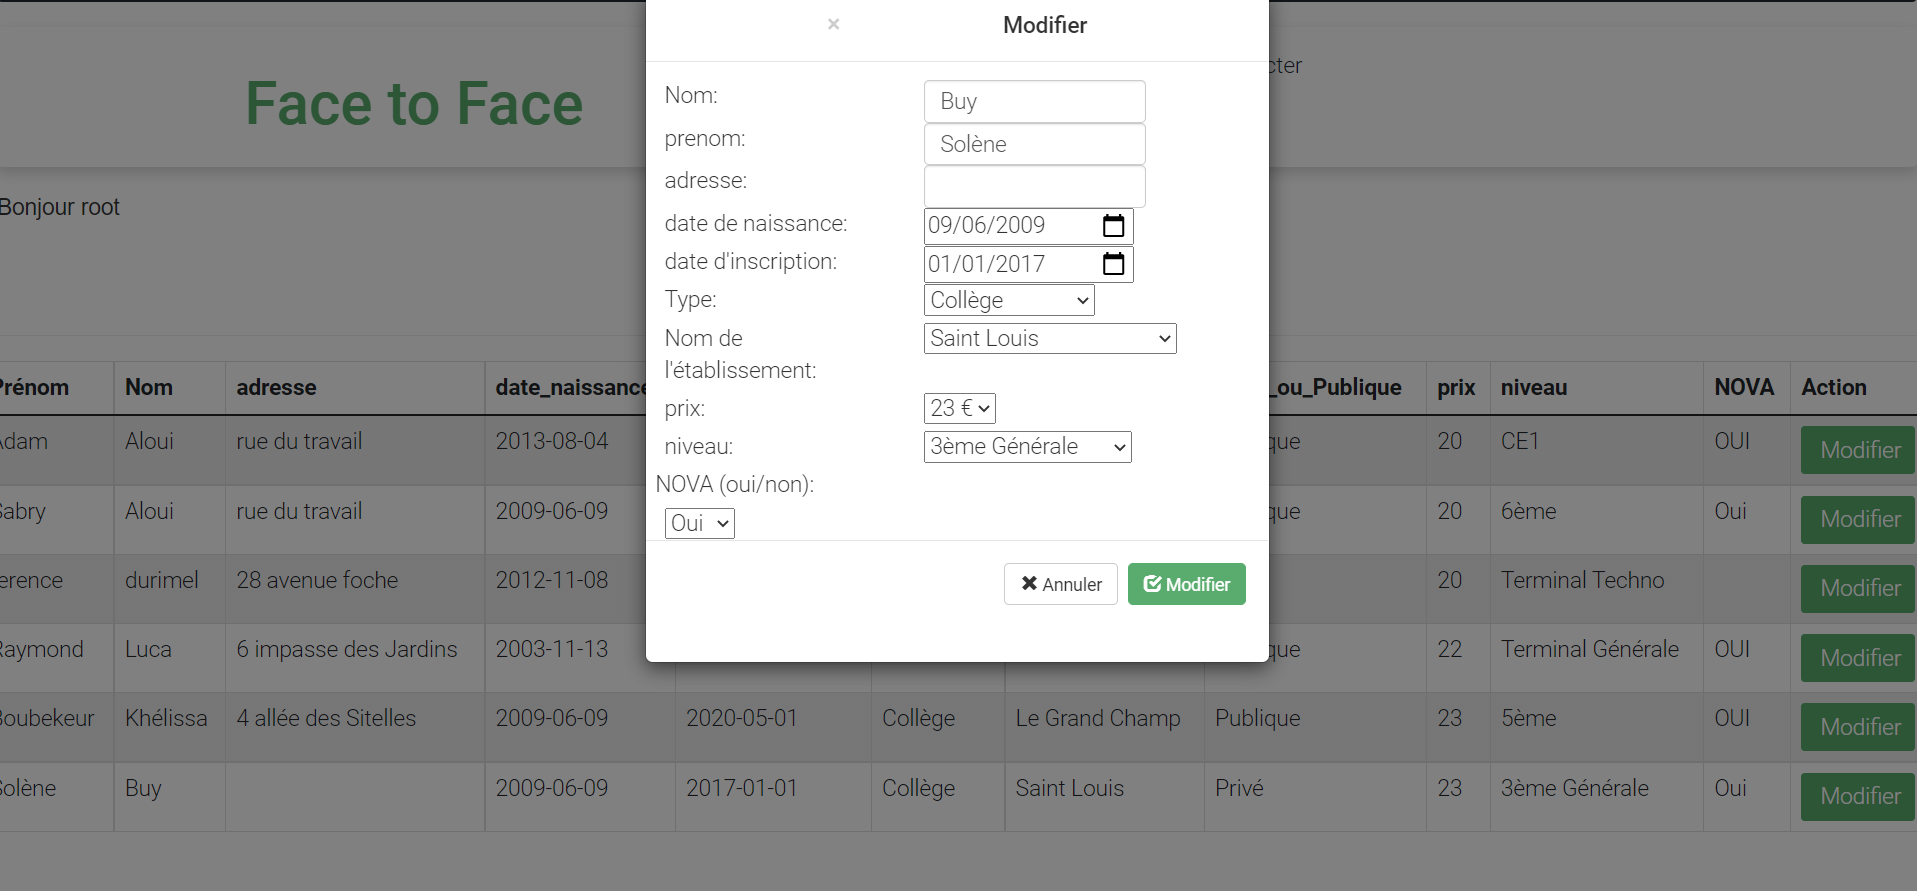 × Modifier
cter
Face to Face
Bonjour root
Nom: Buy
prenom: Solène
adresse:
date de naissance: 09/06/2009
date d'inscription: 01/01/2017
Type: Collège
Nom de Saint Louis
l'établissement:
prix: 23 €
niveau: 3ème Générale
NOVA (oui/non):
Oui
Annuler Modifier
Prénom Nom adresse date_naissance _ou_Publique prix niveau NOVA Action
Adam Aloui rue du travail 2013-08-04 que 20 CE1 OUI Modifier
Sabry Aloui rue du travail 2009-06-09 que 20 6ème Oui Modifier
erence durimel 28 avenue foche 2012-11-08 20 Terminal Techno Modifier
Raymond Luca 6 impasse des Jardins 2003-11-13 que 22 Terminal Générale OUI Modifier
Boubekeur Khélissa 4 allée des Sitelles 2009-06-09 2020-05-01 Collège Le Grand Champ Publique 23 5ème OUI Modifier
Solène Buy 2009-06-09 2017-01-01 Collège Saint Louis Privé 23 3ème Générale Oui Modifier